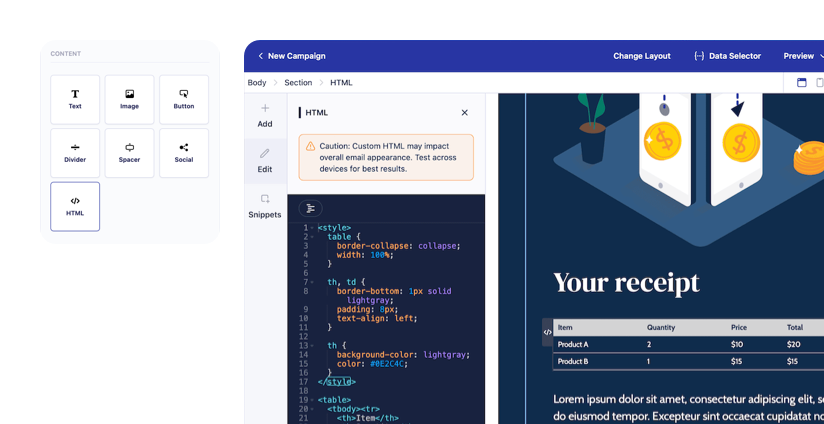 CONTENT
Text
Image
Button
Divider
Spacer
Social
HTML
New Campaign
Change Layout
Data Selector
Preview
Body > Section > HTML
Add
Edit
Snippets
HTML
Caution: Custom HTML may impact
overall email appearance. Test across
devices for best results.
1 <style>
2 table {
3 border-collapse: collapse;
4 width: 100%;
5 }
6
7 th, td {
8 border-bottom: 1px solid
lightgray;
9 padding: 8px;
10 text-align: left;
11 }
12
13 th {
14 background-color: lightgray;
15 color: #0E2C4C;
16 }
17 </style>
18
19 <table>
20 <tbody><tr>
21 <th>Item</th>
Your receipt
Item Quantity Price Total
Product A 2 $10 $20
Product B 1 $15 $15
Lorem ipsum dolor sit amet, consectetur adipiscing elit,
do eiusmod tempor. Excepteur sint occaecat cupidatat